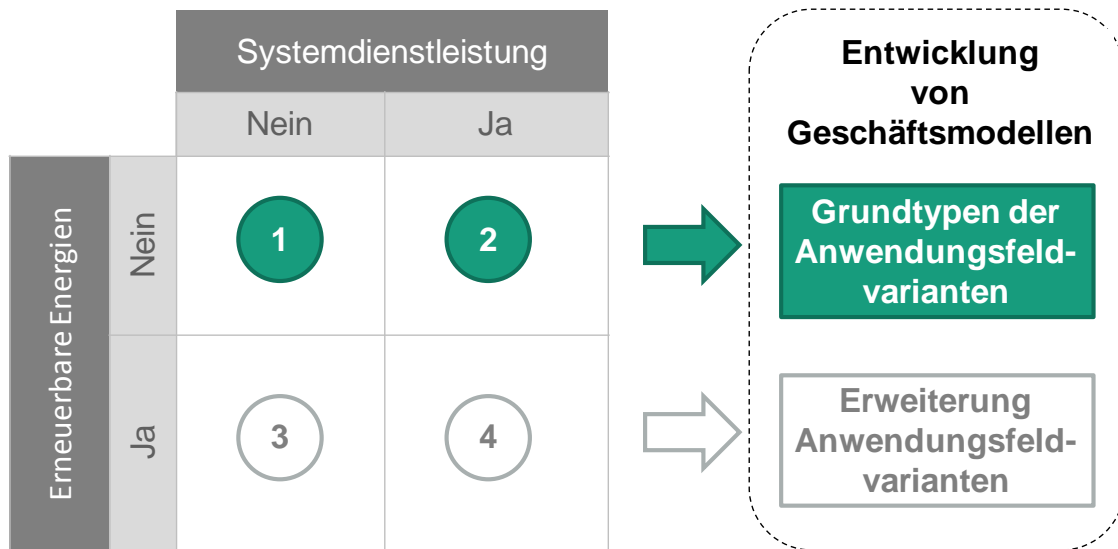 Systemdienstleistung
Nein
Ja
Erneuerbare Energien
Nein
1
2
Ja
3
4
Entwicklung
von
Geschäftsmodellen
Grundtypen der
Anwendungsfeld-
varianten
Erweiterung
Anwendungsfeld-
varianten